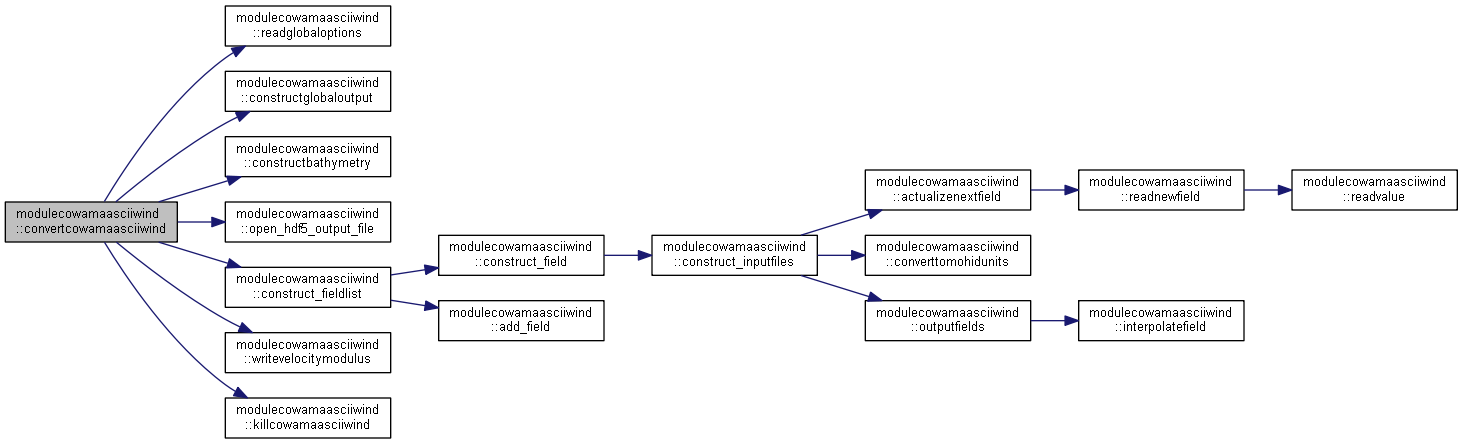 modulecowamaasciiwind
::convertcowamaasciiwind
modulecowamaasciiwind
::readglobaloptions
modulecowamaasciiwind
::constructglobaloutput
modulecowamaasciiwind
::constructbathymetry
modulecowamaasciiwind
::open_hdf5_output_file
modulecowamaasciiwind
::construct_fieldlist
modulecowamaasciiwind
::writevelocitymodulus
modulecowamaasciiwind
::killcowamaasciiwind
modulecowamaasciiwind
::construct_field
modulecowamaasciiwind
::add_field
modulecowamaasciiwind
::construct_inputfiles
modulecowamaasciiwind
::actualizenextfield
modulecowamaasciiwind
::converttomohidunits
modulecowamaasciiwind
::outputfields
modulecowamaasciiwind
::readnewfield
modulecowamaasciiwind
::interpolatefield
modulecowamaasciiwind
::readvalue